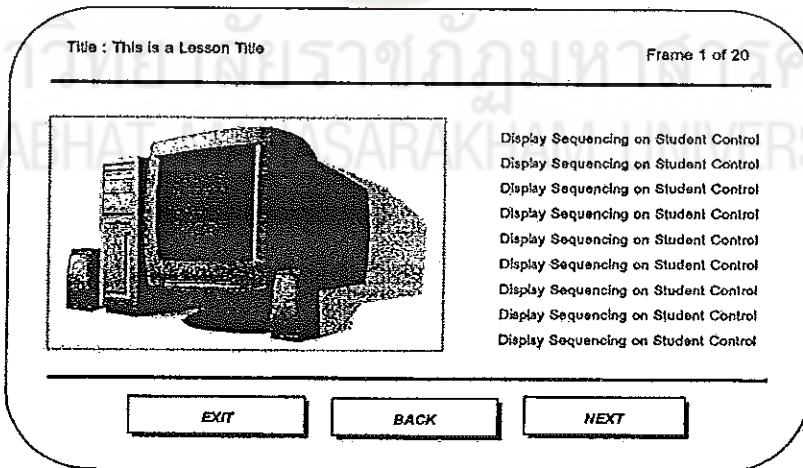 Title : This is a Lesson Title
Frame 1 of 20
Display Sequencing on Student Control
Display Sequencing on Student Control
Display Sequencing on Student Control
Display Sequencing on Student Control
Display Sequencing on Student Control
Display Sequencing on Student Control
Display Sequencing on Student Control
Display Sequencing on Student Control
Display Sequencing on Student Control
EXIT
BACK
NEXT